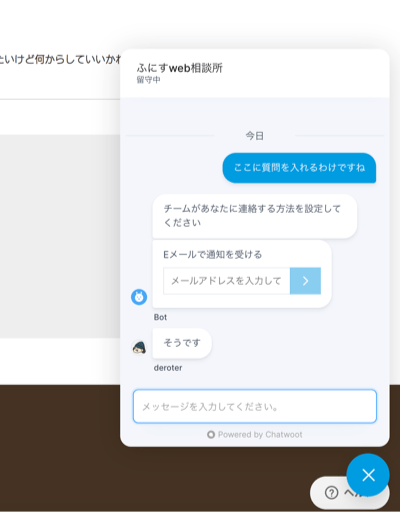 たいけど何からしていいかわ
ふにすweb相談所
留守中
今日
ここに質問を入れるわけですね
チームがあなたに連絡する方法を設定して
ください
Eメールで通知を受ける
メールアドレスを入力して
Bot
そうです
deroter
メッセージを入力してください。
Powered by Chatwoot
ヘル